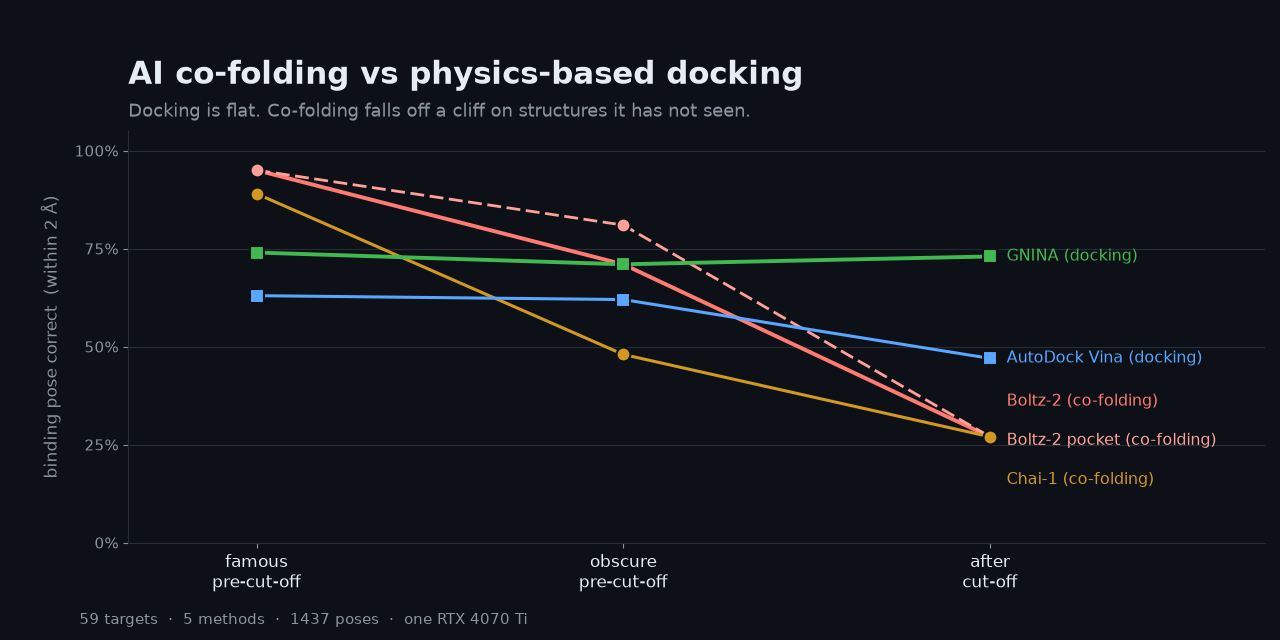 AI co-folding vs physics-based docking
Docking is flat. Co-folding falls off a cliff on structures it has not seen.
binding pose correct  (within 2 Å)
100%
75%
50%
25%
0%
GNINA (docking)
AutoDock Vina (docking)
Boltz-2 (co-folding)
Boltz-2 pocket (co-folding)
Chai-1 (co-folding)
famous
pre-cut-off
obscure
pre-cut-off
after
cut-off
59 targets · 5 methods · 1437 poses · one RTX 4070 Ti